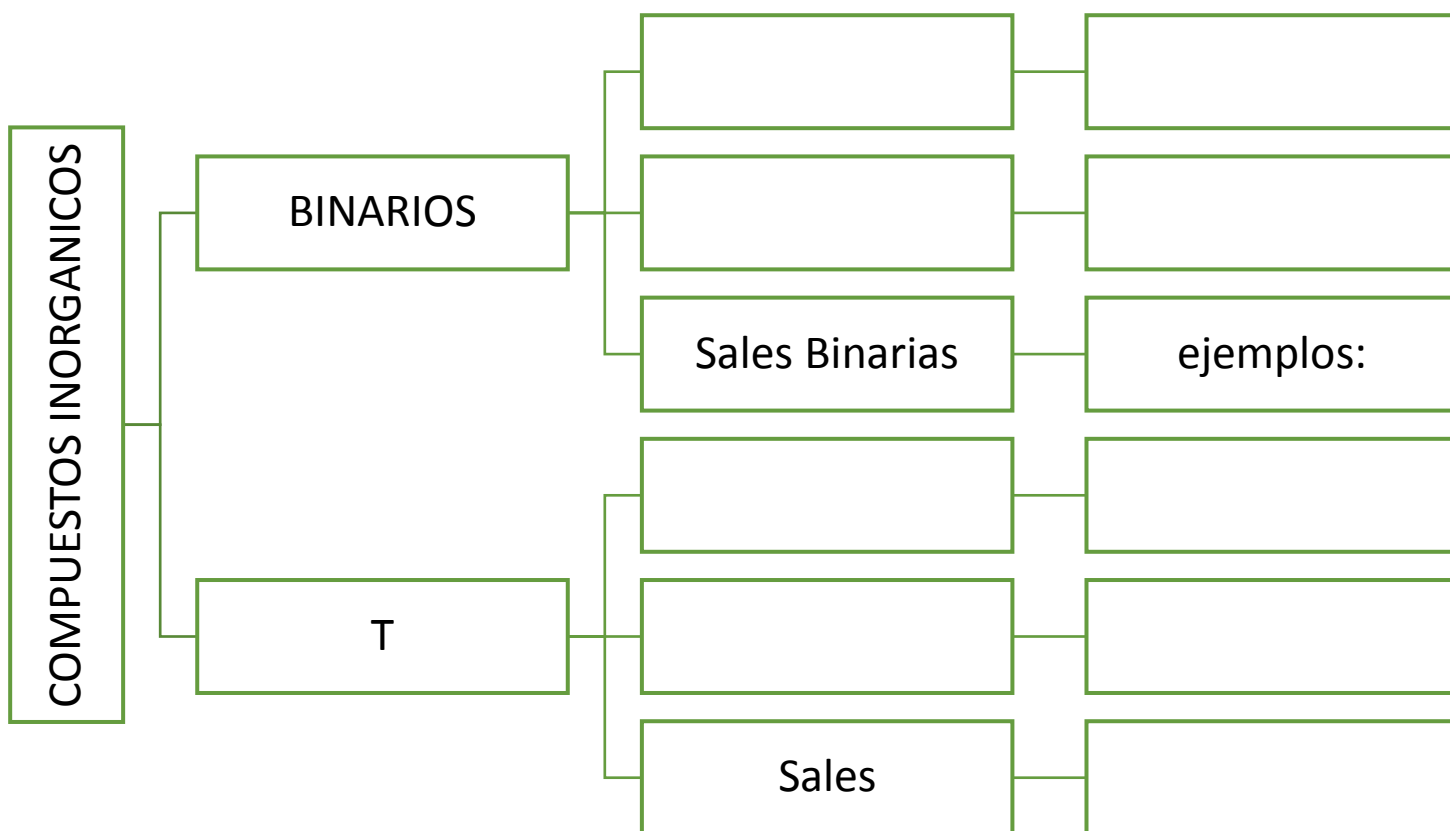 COMPUESTOS INORGANICOS
BINARIOS
Sales Binarias
ejemplos:
T
Sales